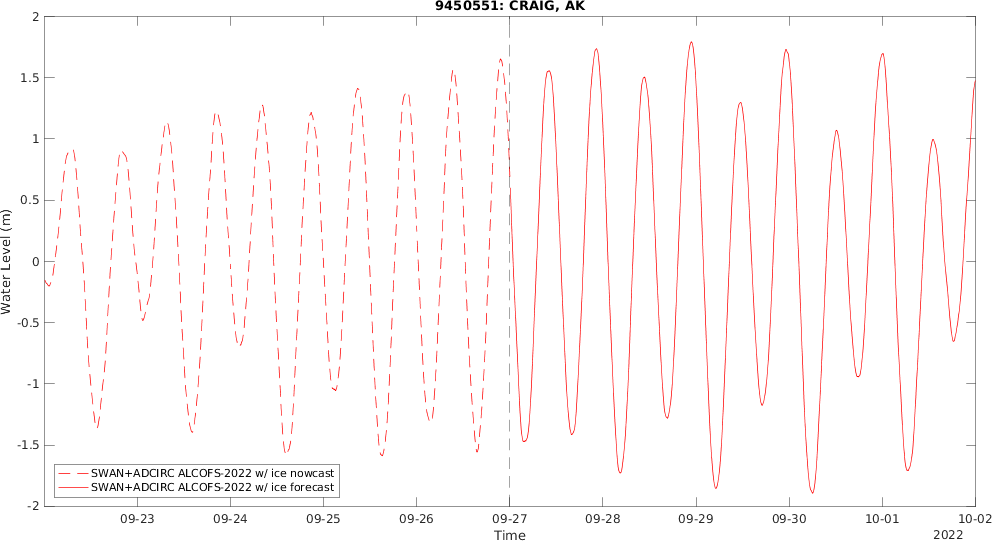 9450551: CRAIG, AK
2
1.5
1
0.5
0
-0.5
-1
-1.5
-2
Water Level (m)
SWAN+ADCIRC ALCOFS-2022 w/ ice nowcast
SWAN+ADCIRC ALCOFS-2022 w/ ice forecast
09-23 09-24 09-25 09-26 09-27 09-28 09-29 09-30 10-01 10-02
Time
2022